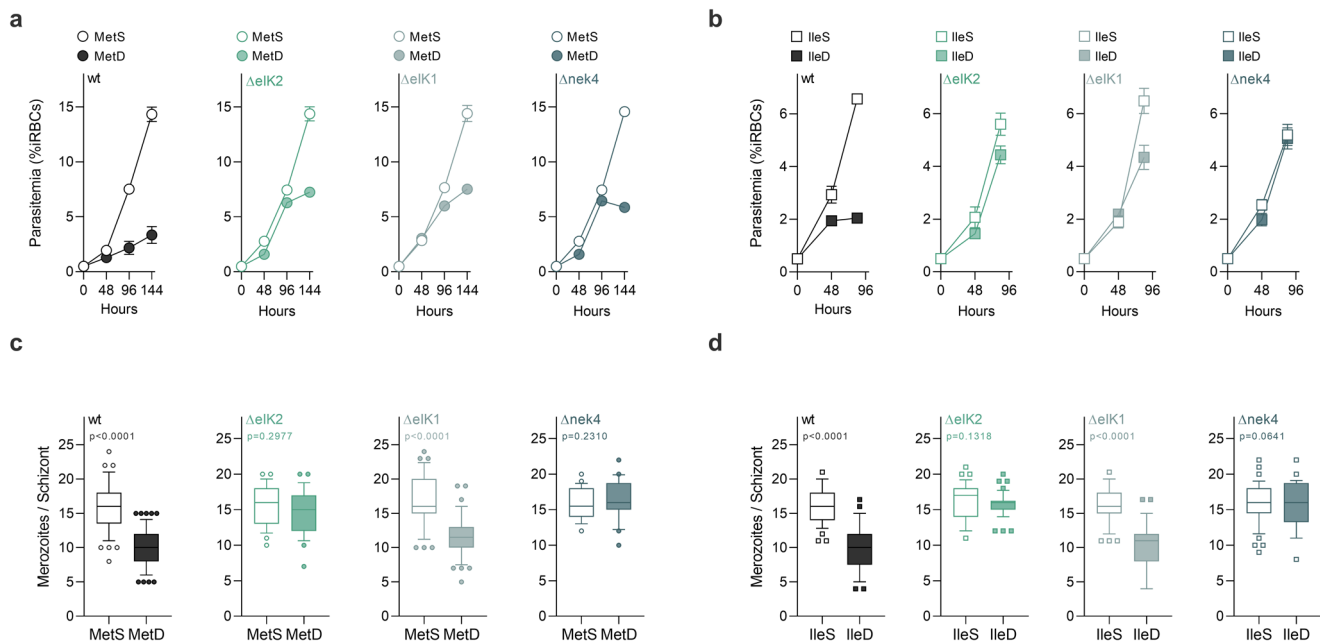 a
MetS
MetD
MetS
MetD
MetS
MetD
MetS
MetD
Parasitemia (%iRBCs)
wt
15
10
5
0
0 48 96 144
Hours
ΔeIK2
15
10
5
0
0 48 96 144
Hours
ΔeIK1
15
10
5
0
0 48 96 144
Hours
Δnek4
15
10
5
0
0 48 96 144
Hours
b
IleS
IleD
IleS
IleD
IleS
IleD
IleS
IleD
Parasitemia (%iRBCs)
wt
6
4
2
0
0 48 96
Hours
ΔeIK2
6
4
2
0
0 48 96
Hours
ΔeIK1
6
4
2
0
0 48 96
Hours
Δnek4
6
4
2
0
0 48 96
Hours
c
Merozoites / Schizont
wt
p<0.0001
25
20
15
10
5
0
MetS MetD
ΔeIK2
p=0.2977
25
20
15
10
5
0
MetS MetD
ΔeIK1
p<0.0001
25
20
15
10
5
0
MetS MetD
Δnek4
p=0.2310
25
20
15
10
5
0
MetS MetD
d
Merozoites / Schizont
wt
p<0.0001
25
20
15
10
5
0
IleS IleD
ΔeIK2
p=0.1318
25
20
15
10
5
0
IleS IleD
ΔeIK1
p<0.0001
25
20
15
10
5
0
IleS IleD
Δnek4
p=0.0641
25
20
15
10
5
0
IleS IleD